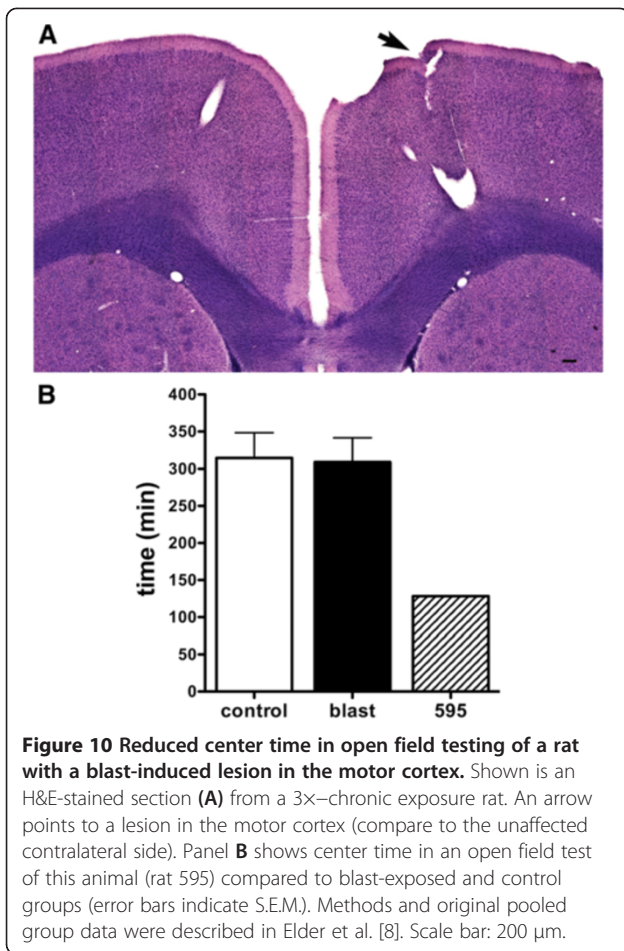 A
B
400
350
300
250
200
150
100
50
0
time (min)
control blast 595
Figure 10 Reduced center time in open field testing of a rat
with a blast-induced lesion in the motor cortex. Shown is an
H&E-stained section (A) from a 3×–chronic exposure rat. An arrow
points to a lesion in the motor cortex (compare to the unaffected
contralateral side). Panel B shows center time in an open field test
of this animal (rat 595) compared to blast-exposed and control
groups (error bars indicate S.E.M.). Methods and original pooled
group data were described in Elder et al. [8]. Scale bar: 200 μm.